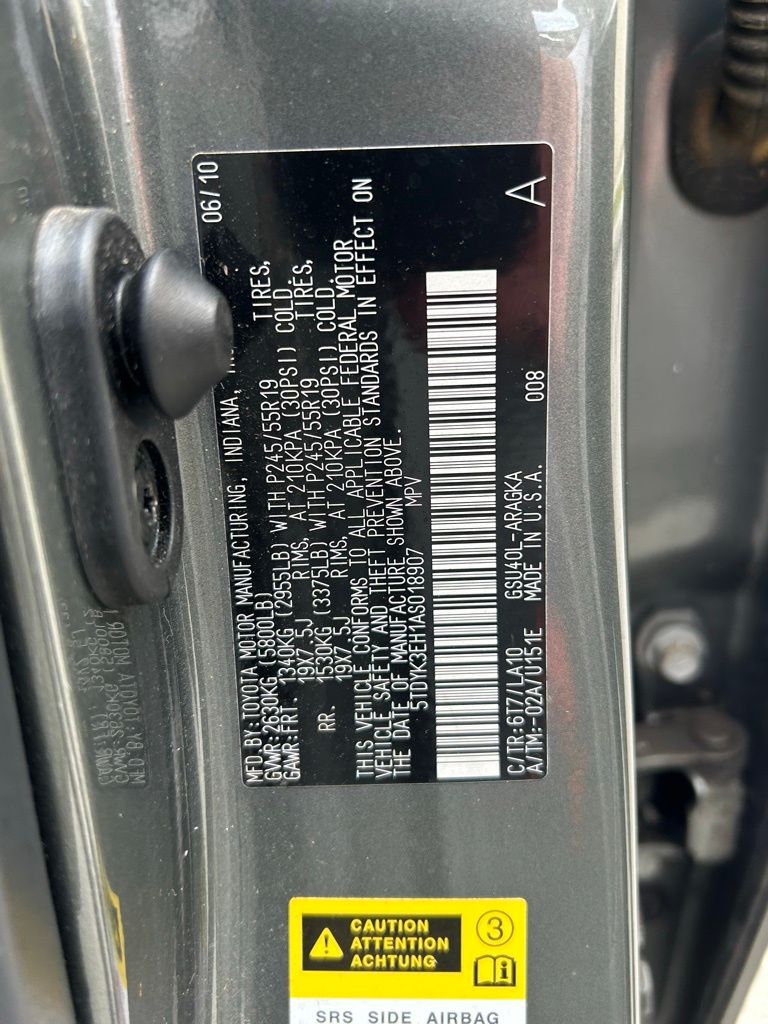 MFD BY:TOYOTA MOTOR MANUFACTURING, INDIANA, 06/10
GVWR:2630KG (5800LB)
GAWR:FRT. 1340KG (2955LB) WITH P245/55R19 TIRES,
19X7.5J RIMS, AT 210KPA (30PSI) COLD.
RR. 1530KG (3375LB) WITH P245/55R19 TIRES,
19X7.5J RIMS, AT 210KPA (30PSI) COLD.
THIS VEHICLE CONFORMS TO ALL APPLICABLE FEDERAL MOTOR
VEHICLE SAFETY AND THEFT PREVENTION STANDARDS IN EFFECT ON
THE DATE OF MANUFACTURE SHOWN ABOVE.
5TDYK3EH1AS018907 MPV
C/TR:6T7/LA10 GSU40L-ARAGKA 008
A/TM:-02A/U151E MADE IN U.S.A. A
CAUTION
ATTENTION
ACHTUNG
3
SRS SIDE AIRBAG